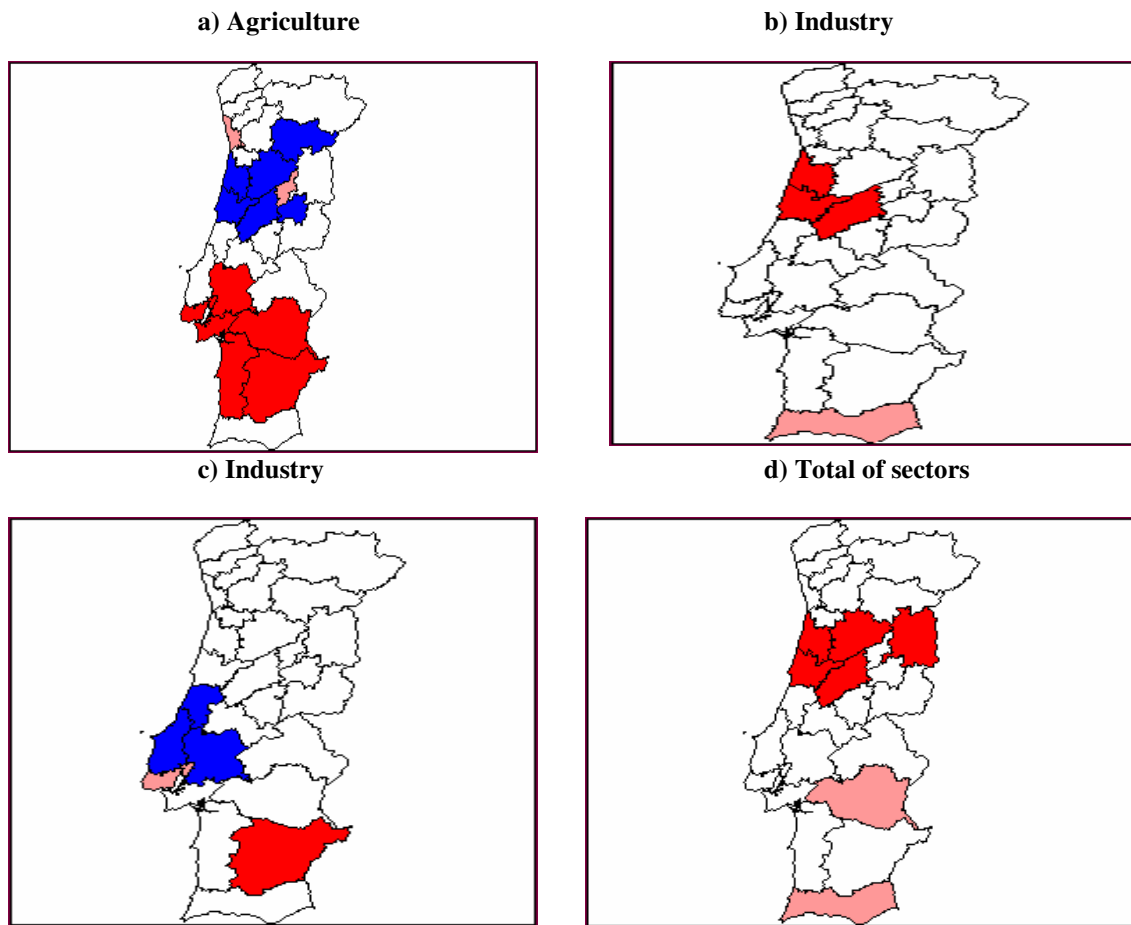 a) Agriculture
b) Industry
c) Industry
d) Total of sectors